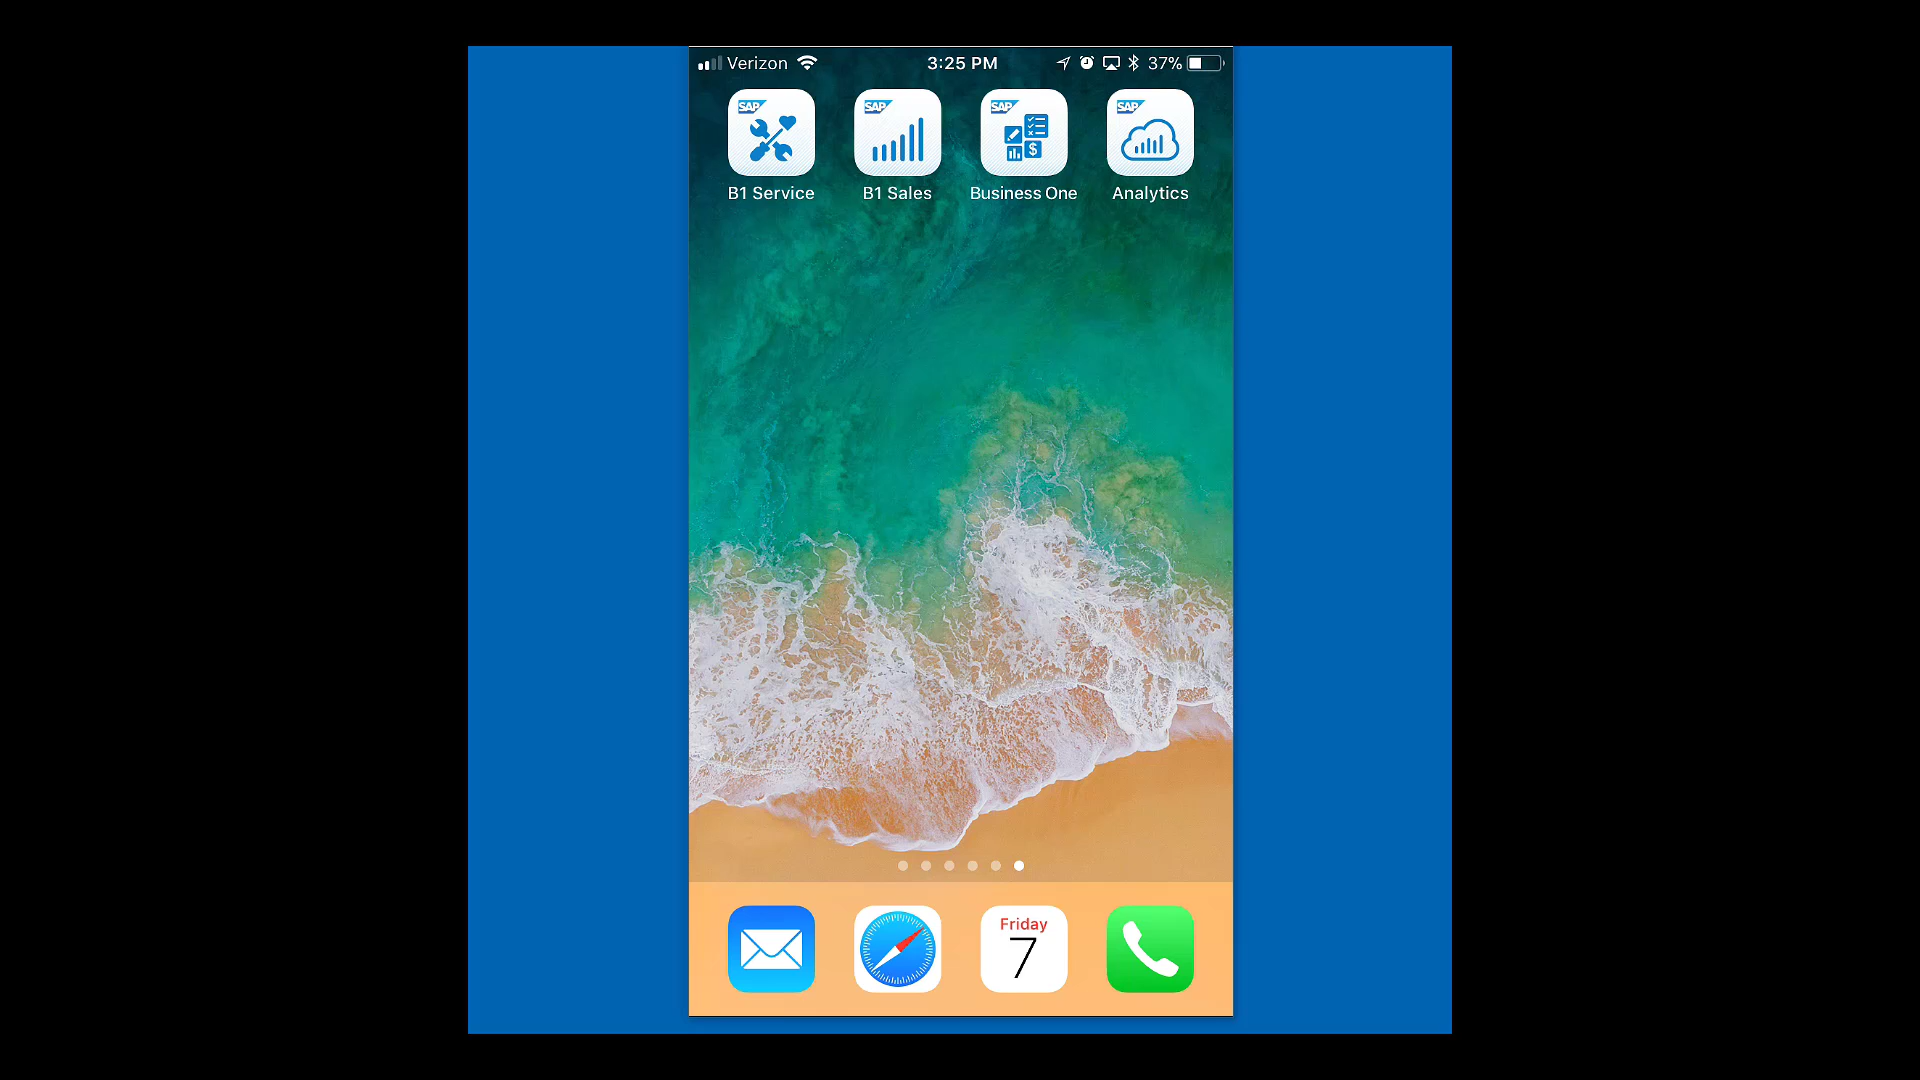 Verizon 3:25 PM 37%
SAP SAP SAP SAP
$
B1 Service B1 Sales Business One Analytics
Friday
7